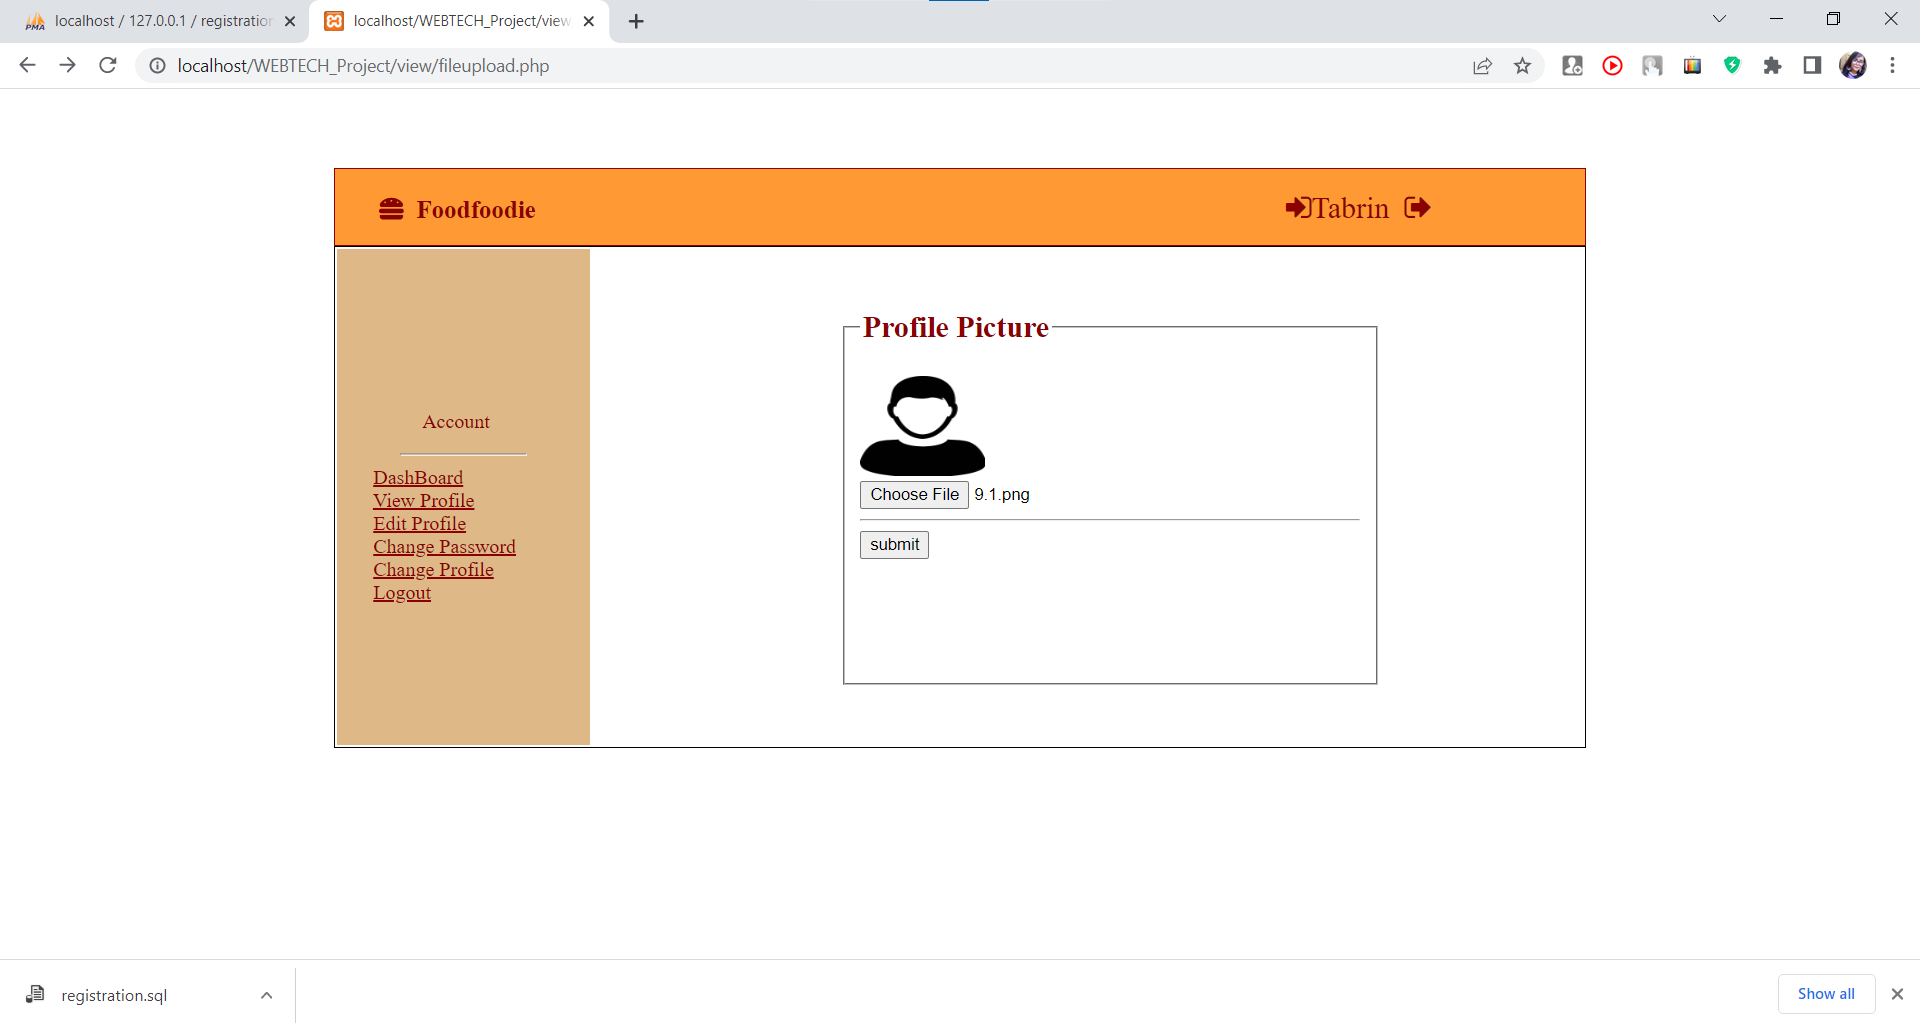 localhost / 127.0.0.1 / registration
localhost/WEBTECH_Project/view
localhost/WEBTECH_Project/view/fileupload.php
Foodfoodie
Tabrin
Profile Picture
Account
DashBoard
View Profile
Edit Profile
Change Password
Change Profile
Logout
Choose File 9.1.png
submit
registration.sql
Show all